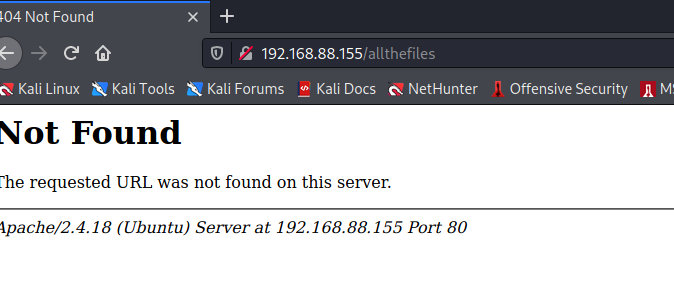 404 Not Found
192.168.88.155/allthefiles
Kali Linux Kali Tools Kali Forums Kali Docs NetHunter Offensive Security MS
Not Found
The requested URL was not found on this server.
Apache/2.4.18 (Ubuntu) Server at 192.168.88.155 Port 80